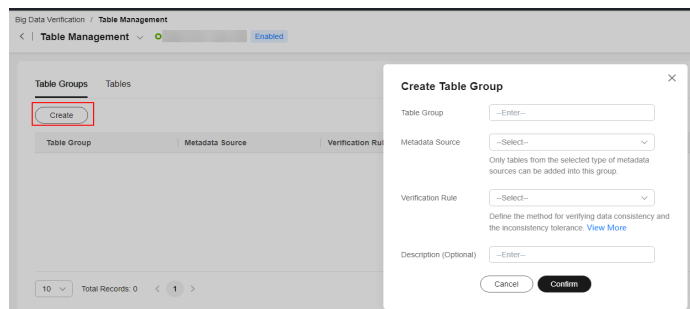 Big Data Verification / Table Management
Table Management
Enabled
Table Groups Tables
Create
Table Group Metadata Source Verification Rul
10 Total Records: 0 < 1 >
Create Table Group
Table Group --Enter--
Metadata Source --Select--
Only tables from the selected type of metadata
sources can be added into this group.
Verification Rule --Select--
Define the method for verifying data consistency and
the inconsistency tolerance. View More
Description (Optional) --Enter--
Cancel Confirm